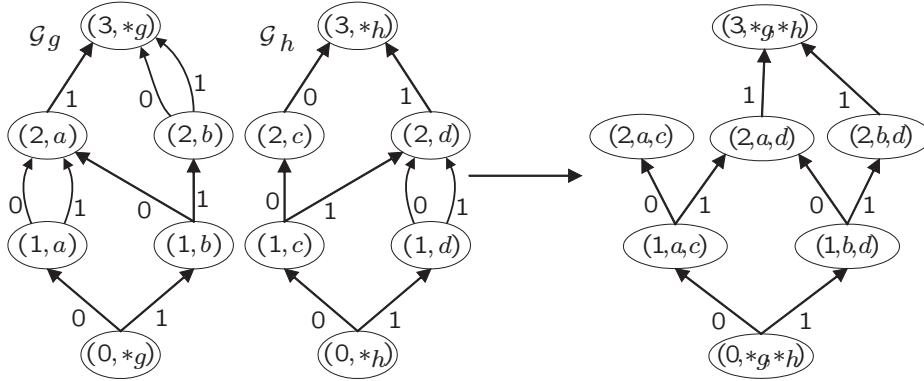 𝒢g (3,*g) 𝒢h (3,*h) (3,*g,*h)
1 0 1 0 1 1 1
(2,a) (2,b) (2,c) (2,d) (2,a,c) (2,a,d) (2,b,d)
0 1 0 1 0 1 0 1 0 1 0 1
(1,a) (1,b) (1,c) (1,d) (1,a,c) (1,b,d)
0 1 0 1 0 1
(0,*g) (0,*h) (0,*g,*h)